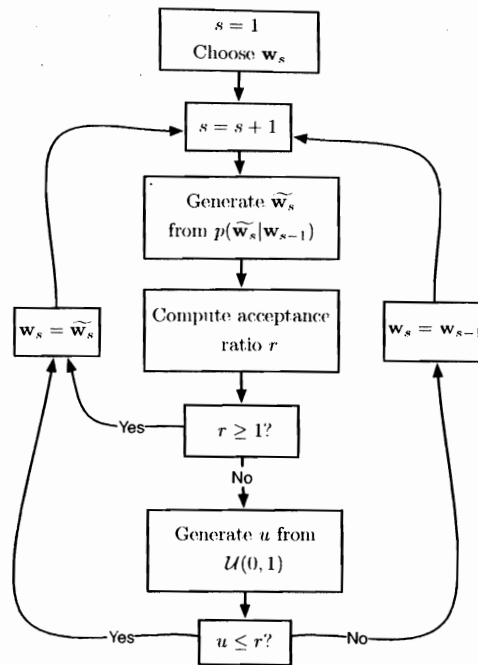 s = 1
Choose w_s
s = s + 1
Generate w̃_s
from p(w̃_s|w_{s−1})
Compute acceptance
ratio r
w_s = w̃_s
w_s = w_{s−1}
Yes
r ≥ 1?
No
Generate u from
𝒰(0, 1)
Yes
u ≤ r?
No